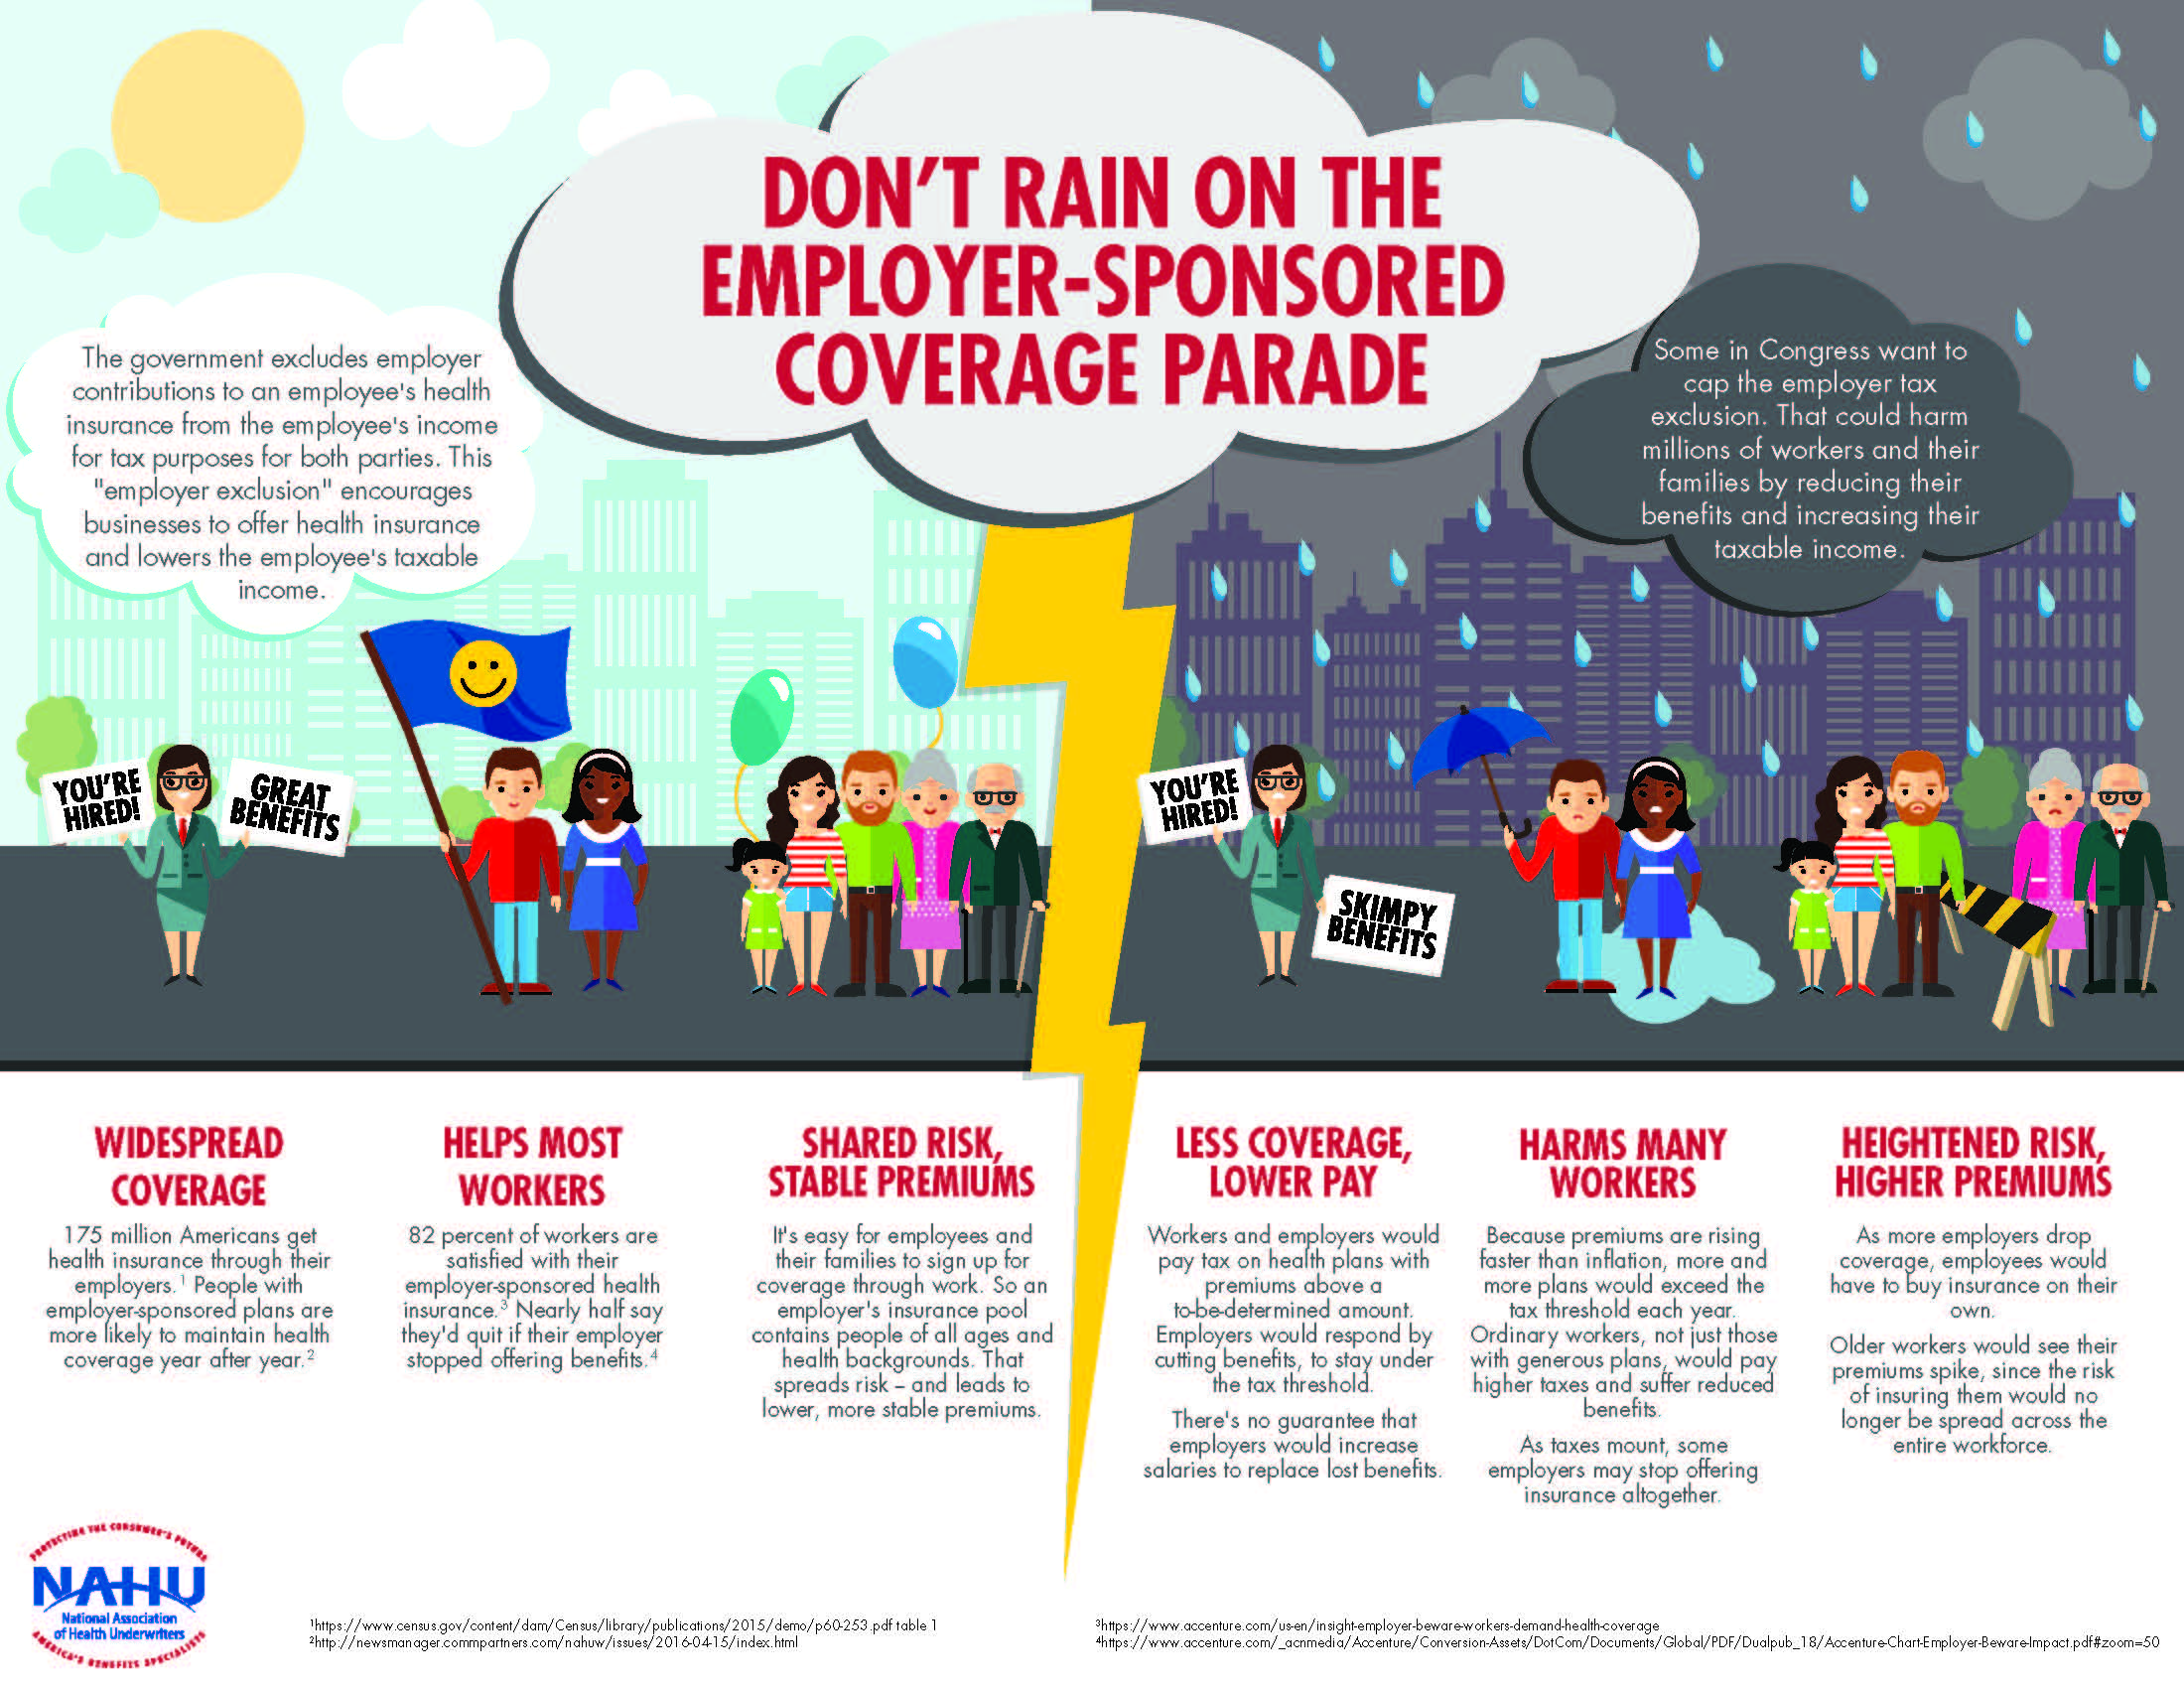 DON'T RAIN ON THE
EMPLOYER-SPONSORED
COVERAGE PARADE
The government excludes employer
contributions to an employee's health
insurance from the employee's income
for tax purposes for both parties. This
"employer exclusion" encourages
businesses to offer health insurance
and lowers the employee's taxable
income.
Some in Congress want to
cap the employer tax
exclusion. That could harm
millions of workers and their
families by reducing their
benefits and increasing their
taxable income.
YOU'RE
HIRED!
GREAT
BENEFITS
YOU'RE
HIRED!
SKIMPY
BENEFITS
WIDESPREAD
COVERAGE
175 million Americans get
health insurance through their
employers.¹ People with
employer-sponsored plans are
more likely to maintain health
coverage year after year.²
HELPS MOST
WORKERS
82 percent of workers are
satisfied with their
employer-sponsored health
insurance.³ Nearly half say
they'd quit if their employer
stopped offering benefits.⁴
SHARED RISK,
STABLE PREMIUMS
It's easy for employees and
their families to sign up for
coverage through work. So an
employer's insurance pool
contains people of all ages and
health backgrounds. That
spreads risk – and leads to
lower, more stable premiums.
LESS COVERAGE,
LOWER PAY
Workers and employers would
pay tax on health plans with
premiums above a
to-be-determined amount.
Employers would respond by
cutting benefits, to stay under
the tax threshold.
There's no guarantee that
employers would increase
salaries to replace lost benefits.
HARMS MANY
WORKERS
Because premiums are rising
faster than inflation, more and
more plans would exceed the
tax threshold each year.
Ordinary workers, not just those
with generous plans, would pay
higher taxes and suffer reduced
benefits.
As taxes mount, some
employers may stop offering
insurance altogether.
HEIGHTENED RISK,
HIGHER PREMIUMS
As more employers drop
coverage, employees would
have to buy insurance on their
own.
Older workers would see their
premiums spike, since the risk
of insuring them would no
longer be spread across the
entire workforce.
PROTECTING THE CONSUMER'S FUTURE
NAHU
National Association
of Health Underwriters
AMERICA'S BENEFITS SPECIALISTS
¹https://www.census.gov/content/dam/Census/library/publications/2015/demo/p60-253.pdf table 1
²http://newsmanager.commpartners.com/nahuw/issues/2016-04-15/index.html
³https://www.accenture.com/us-en/insight-employer-beware-workers-demand-health-coverage
⁴https://www.accenture.com/_acnmedia/Accenture/Conversion-Assets/DotCom/Documents/Global/PDF/Dualpub_18/Accenture-Chart-Employer-Beware-Impact.pdf#zoom=50